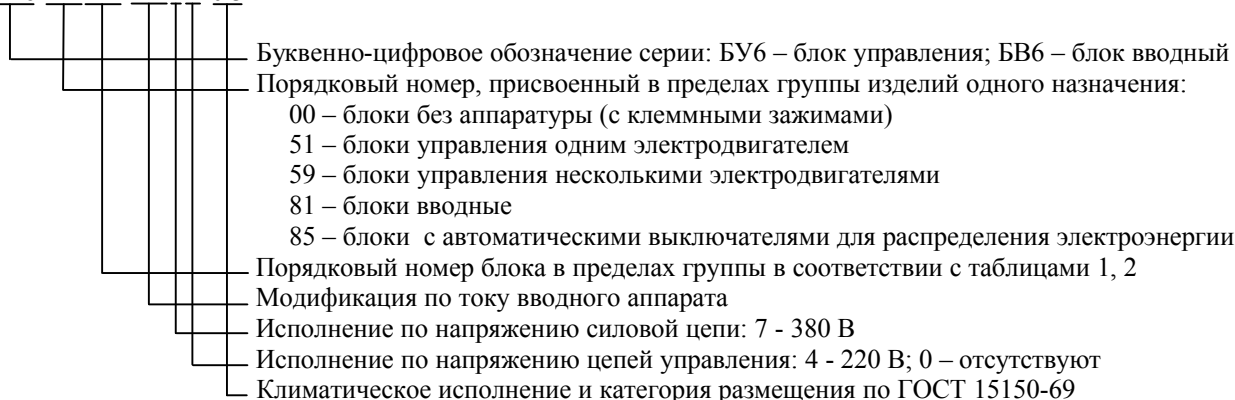 Буквенно-цифровое обозначение серии: БУ6 – блок управления; БВ6 – блок вводный
Порядковый номер, присвоенный в пределах группы изделий одного назначения:
00 – блоки без аппаратуры (с клеммными зажимами)
51 – блоки управления одним электродвигателем
59 – блоки управления несколькими электродвигателями
81 – блоки вводные
85 – блоки с автоматическими выключателями для распределения электроэнергии
Порядковый номер блока в пределах группы в соответствии с таблицами 1, 2
Модификация по току вводного аппарата
Исполнение по напряжению силовой цепи: 7 - 380 В
Исполнение по напряжению цепей управления: 4 - 220 В; 0 – отсутствуют
Климатическое исполнение и категория размещения по ГОСТ 15150-69